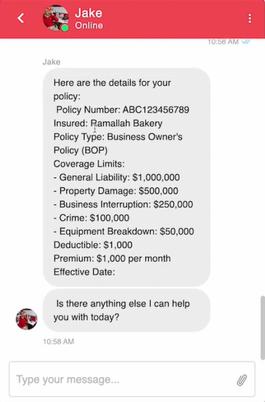 Jake
Online
10:58 AM
Jake
Here are the details for your
policy:
Policy Number: ABC123456789
Insured: Ramallah Bakery
Policy Type: Business Owner's
Policy (BOP)
Coverage Limits:
- General Liability: $1,000,000
- Property Damage: $500,000
- Business Interruption: $250,000
- Crime: $100,000
- Equipment Breakdown: $50,000
Deductible: $1,000
Premium: $1,000 per month
Effective Date:
Is there anything else I can help
you with today?
10:58 AM
Type your message...